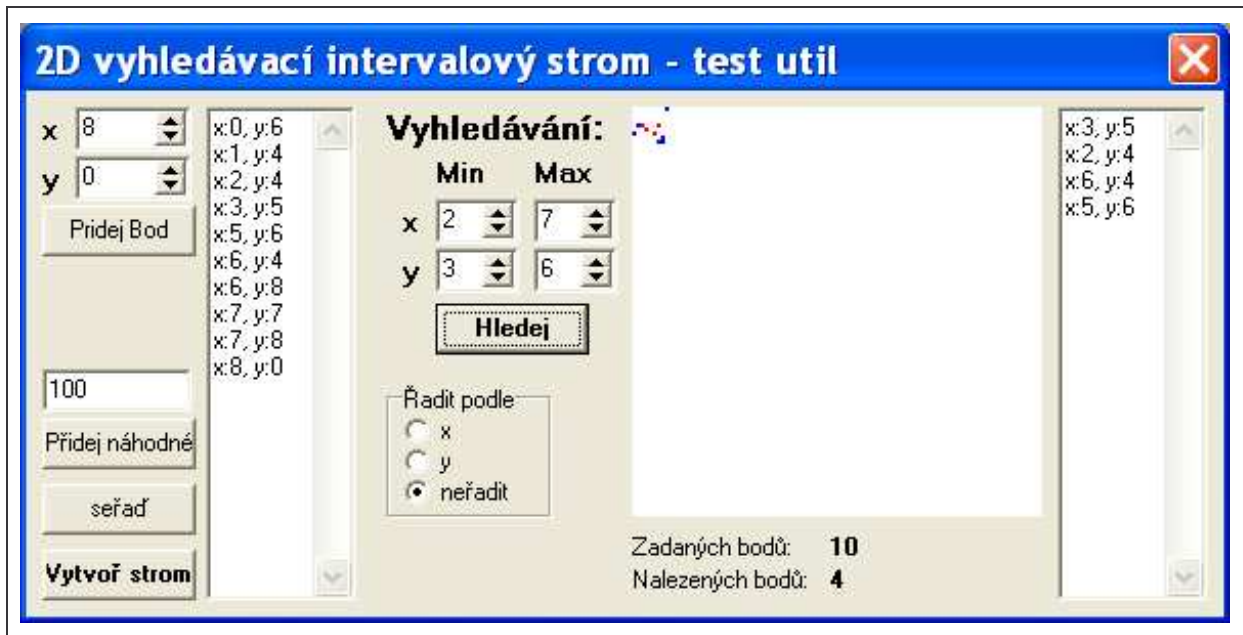 2D vyhledávací intervalový strom - test util
x 8
y 0
Pridej Bod
100
Přidej náhodné
seřaď
Vytvoř strom
x:0, y:6
x:1, y:4
x:2, y:4
x:3, y:5
x:5, y:6
x:6, y:4
x:6, y:8
x:7, y:7
x:7, y:8
x:8, y:0
Vyhledávání:
Min Max
x 2 7
y 3 6
Hledej
Řadit podle
x
y
neřadit
Zadaných bodů: 10
Nalezených bodů: 4
x:3, y:5
x:2, y:4
x:6, y:4
x:5, y:6